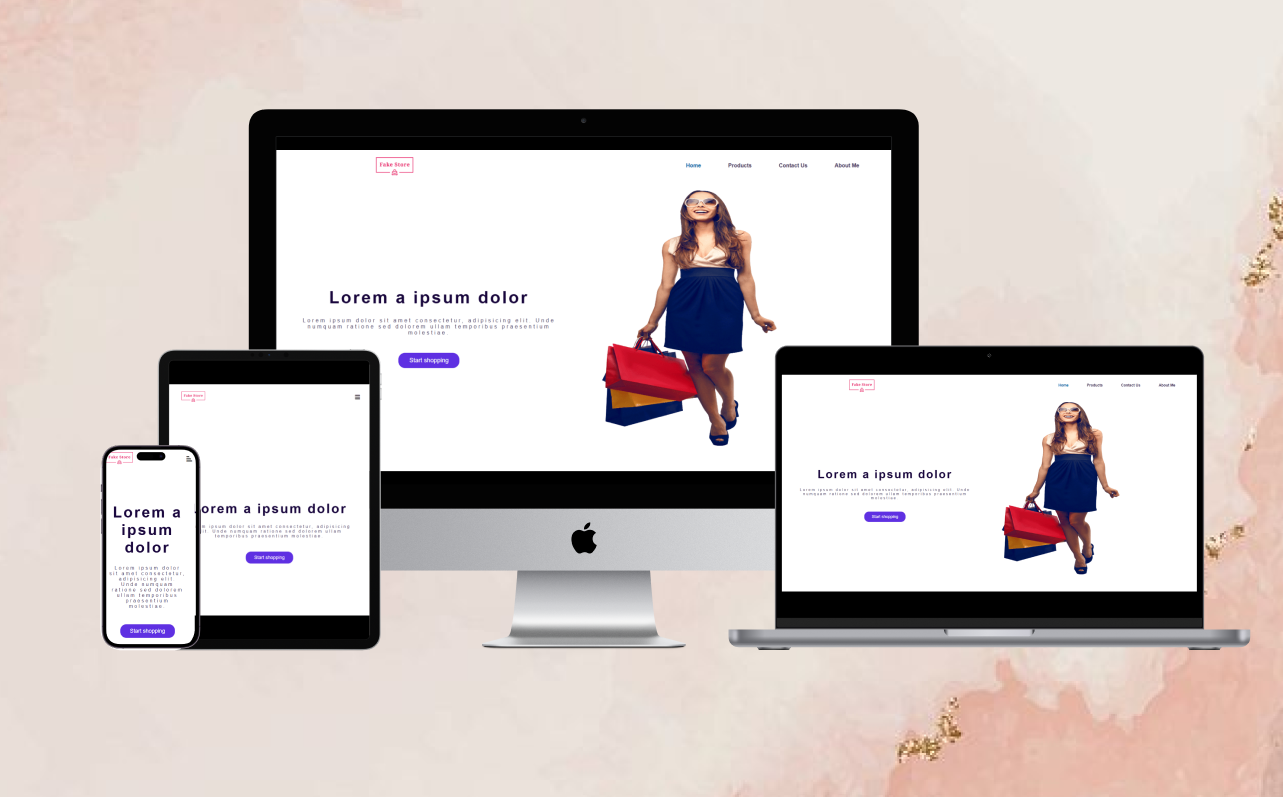 Fake Store
Home Products Contact Us About Me
Lorem a ipsum dolor
Lorem ipsum dolor sit amet consectetur, adipisicing elit. Unde
numquam ratione sed dolorem ullam temporibus praesentium
molestiae.
Start shopping
Fake Store
Lorem a ipsum dolor
ipsum dolor sit amet consectetur, adipisicing
Unde numquam ratione sed dolorem ullam
temporibus praesentium molestiae.
Start shopping
Fake Store
Lorem a
ipsum
dolor
Lorem ipsum dolor
sit amet consectetur,
adipisicing elit.
Unde numquam
ratione sed dolorem
ullam temporibus
praesentium
molestiae.
Start shopping
Fake Store
Home Products Contact Us About Me
Lorem a ipsum dolor
Lorem ipsum dolor sit amet consectetur, adipisicing elit. Unde
numquam ratione sed dolorem ullam temporibus praesentium
molestiae.
Start shopping